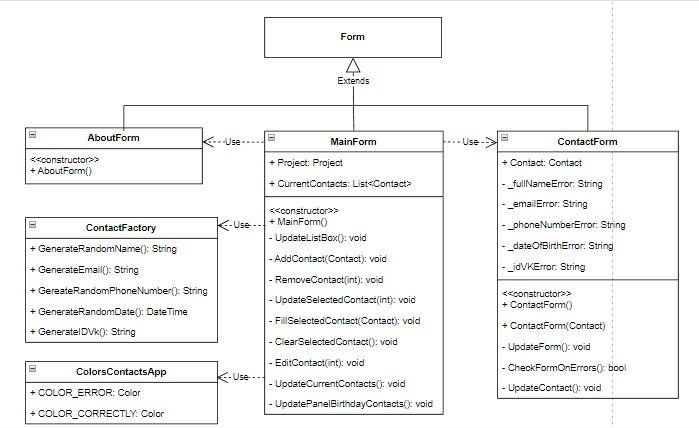 Form
Extends
AboutForm
<<constructor>>
+ AboutForm()
Use
MainForm
+ Project: Project
+ CurrentContacts: List<Contact>
<<constructor>>
+ MainForm()
- UpdateListBox(): void
- AddContact(Contact): void
- RemoveContact(int): void
- UpdateSelectedContact(int): void
- FillSelectedContact(Contact): void
- ClearSelectedContact(): void
- EditContact(int): void
- UpdateCurrentContacts(): void
- UpdatePanelBirthdayContacts(): void
Use
ContactForm
+ Contact: Contact
- _fullNameError: String
- _emailError: String
- _phoneNumberError: String
- _dateOfBirthError: String
- _idVKError: String
<<constructor>>
+ ContactForm()
+ ContactForm(Contact)
- UpdateForm(): void
- CheckFormOnErrors(): bool
- UpdateContact(): void
ContactFactory
+ GenerateRandomName(): String
+ GenerateEmail(): String
+ GereateRandomPhoneNumber(): String
+ GenerateRandomDate(): DateTime
+ GenerateIDVk(): String
Use
ColorsContactsApp
+ COLOR_ERROR: Color
+ COLOR_CORRECTLY: Color
Use